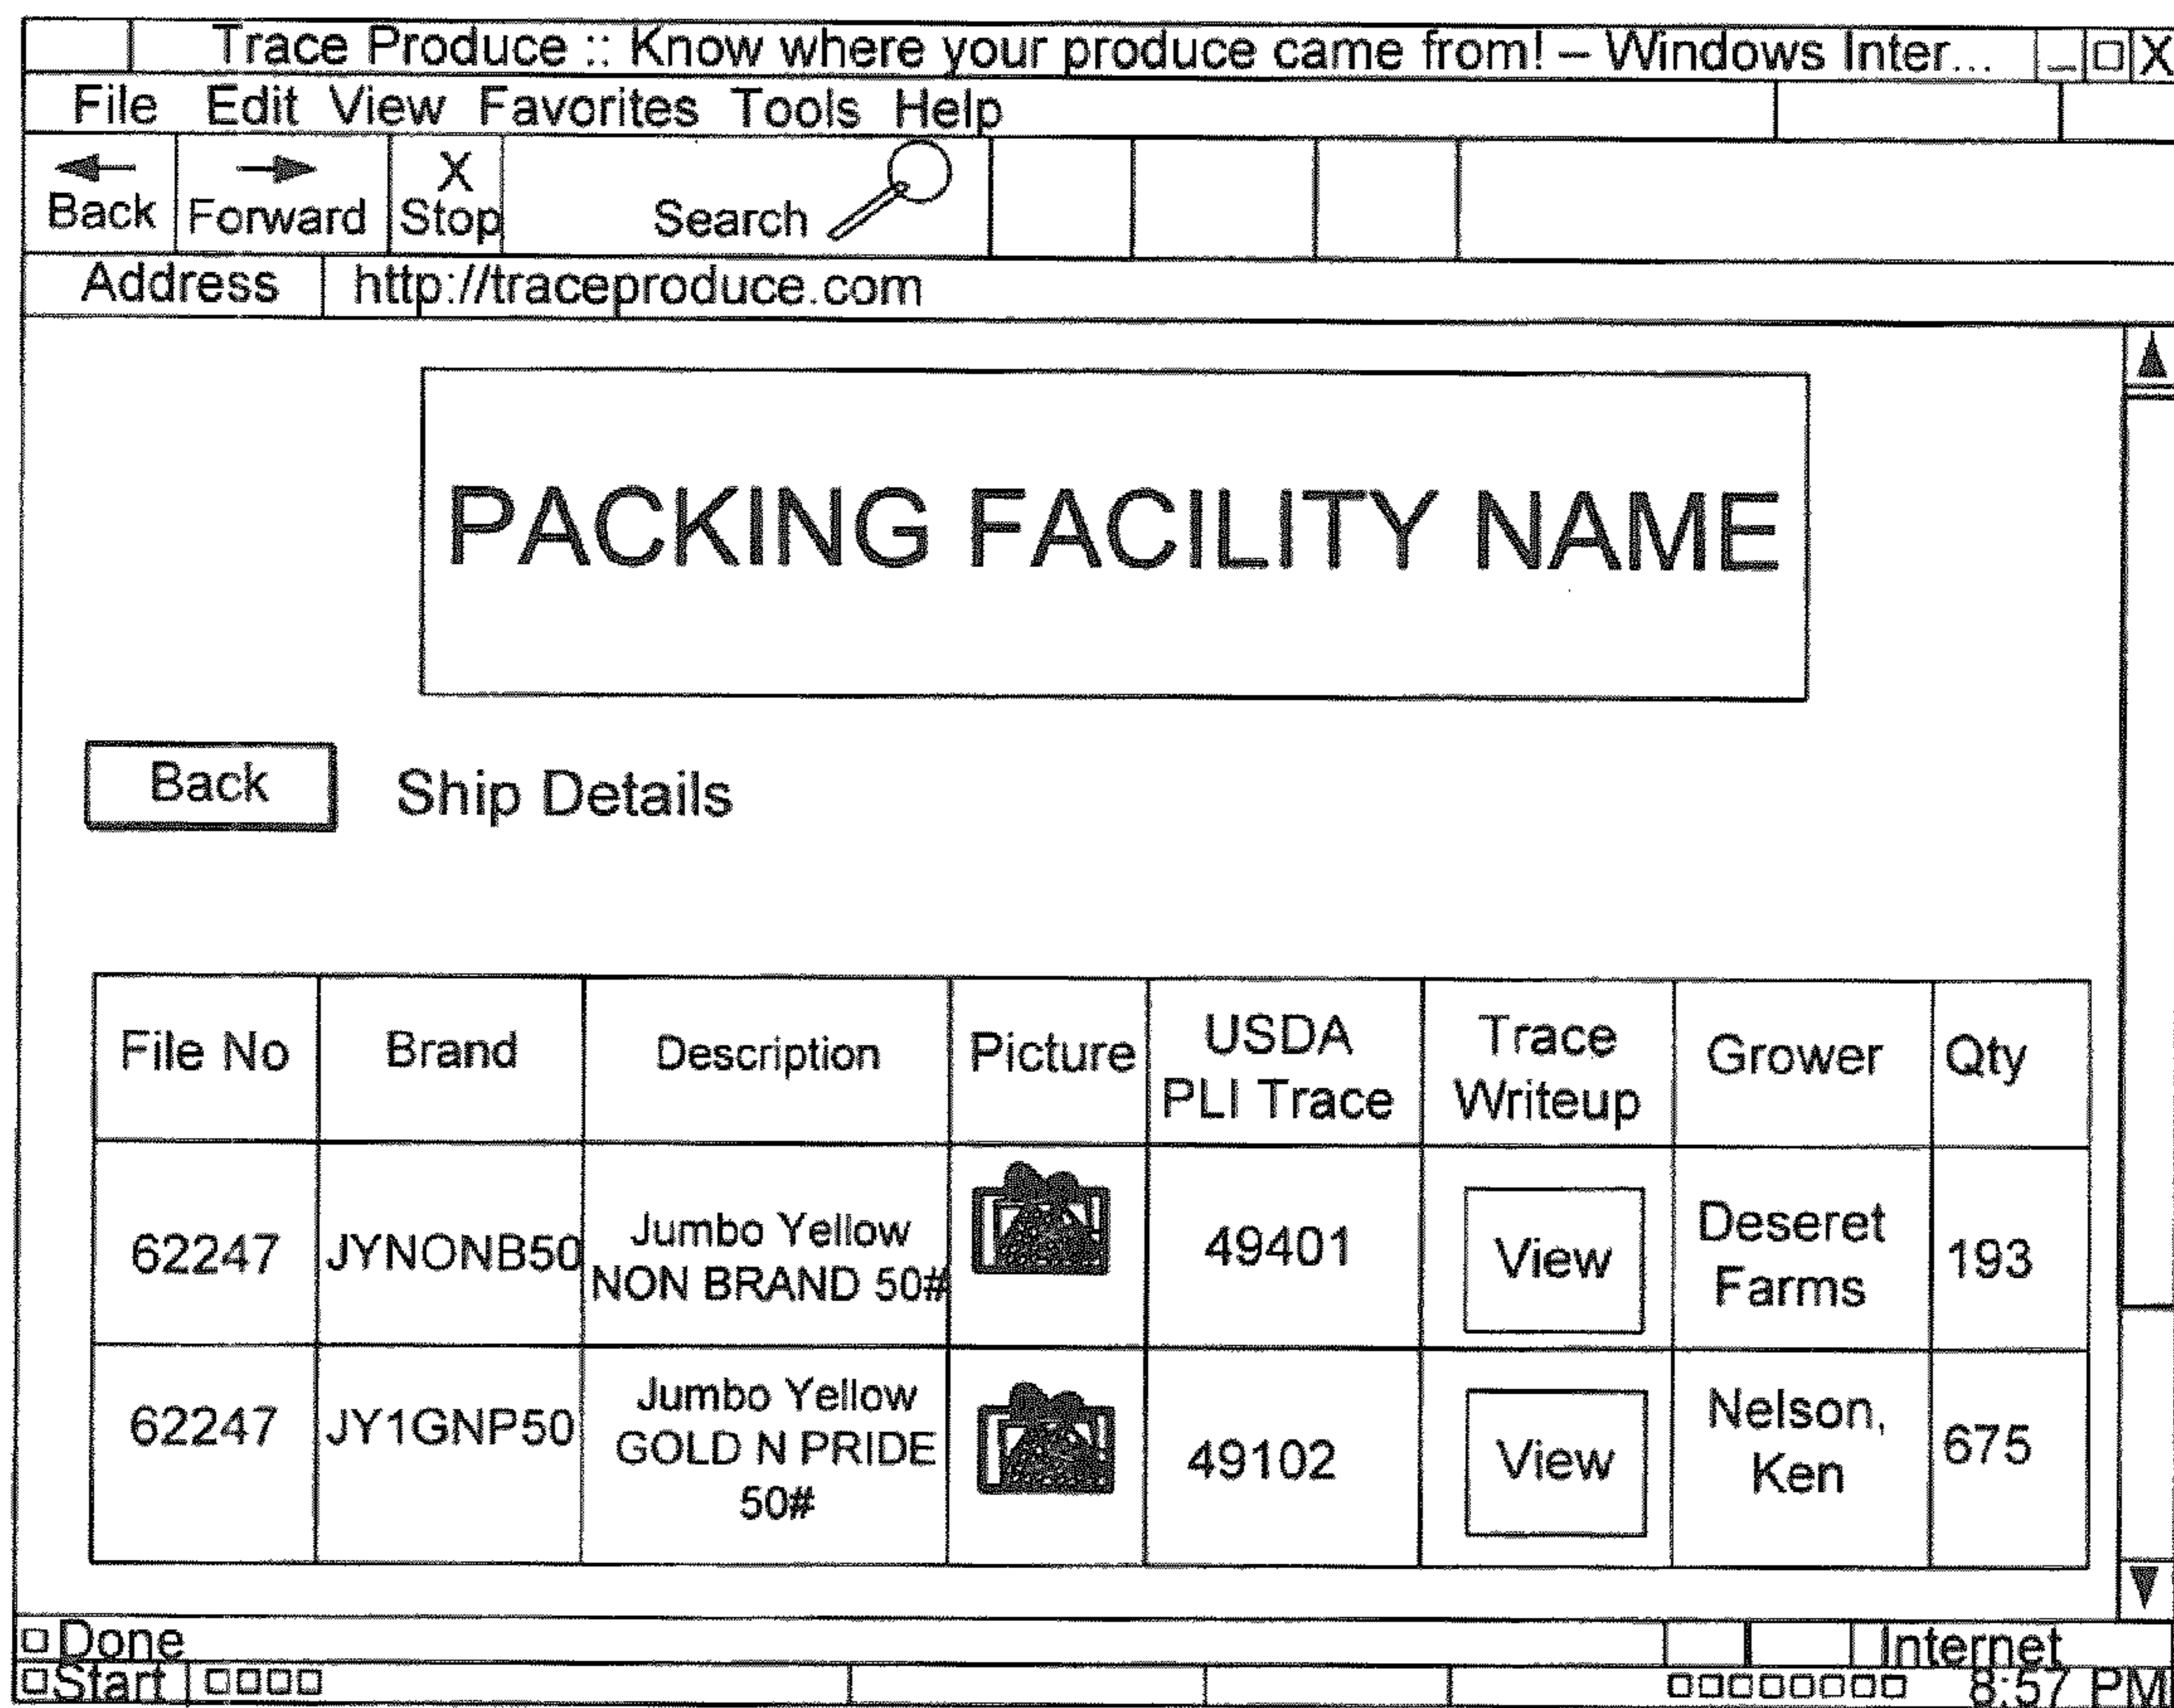 Trace Produce :: Know where your produce came from! – Windows Inter... _ □ X
File Edit View Favorites Tools Help
Back Forward X Stop Search
Address http://traceproduce.com
PACKING FACILITY NAME
Back Ship Details
File No Brand Description Picture USDA PLI Trace Trace Writeup Grower Qty
62247 JYNONB50 Jumbo Yellow NON BRAND 50# 49401 View Deseret Farms 193
62247 JY1GNP50 Jumbo Yellow GOLD N PRIDE 50# 49102 View Nelson, Ken 675
Done Internet
Start 8:57 PM